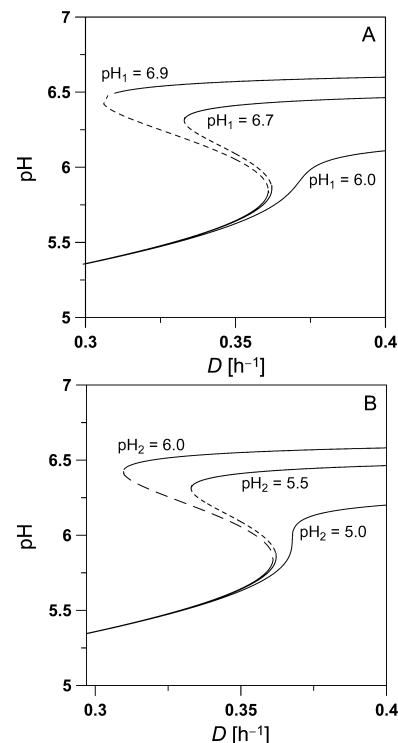 7
A
pH₁ = 6.9
6.5
pH₁ = 6.7
pH
6
pH₁ = 6.0
5.5
5
0.3
0.35
0.4
D [h⁻¹]
7
B
pH₂ = 6.0
6.5
pH₂ = 5.5
pH
6
pH₂ = 5.0
5.5
5
0.3
0.35
0.4
D [h⁻¹]